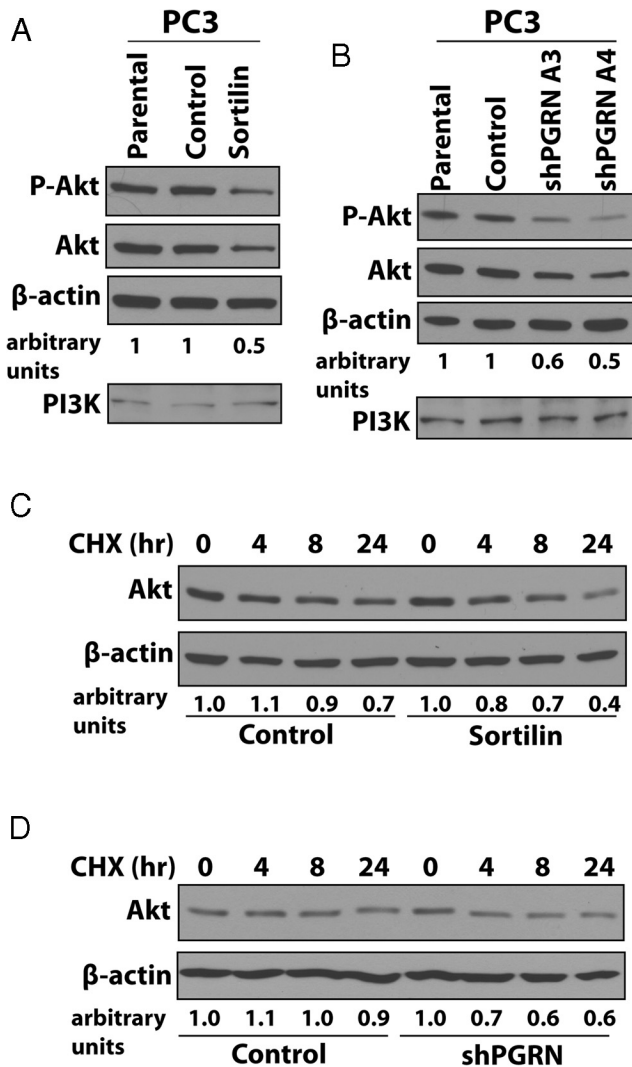 A
PC3
Parental
Control
Sortilin
P-Akt
Akt
β-actin
arbitrary units 1 1 0.5
PI3K
B
PC3
Parental
Control
shPGRN A3
shPGRN A4
P-Akt
Akt
β-actin
arbitrary units 1 1 0.6 0.5
PI3K
C
CHX (hr) 0 4 8 24 0 4 8 24
Akt
β-actin
arbitrary units 1.0 1.1 0.9 0.7 1.0 0.8 0.7 0.4
Control Sortilin
D
CHX (hr) 0 4 8 24 0 4 8 24
Akt
β-actin
arbitrary units 1.0 1.1 1.0 0.9 1.0 0.7 0.6 0.6
Control shPGRN